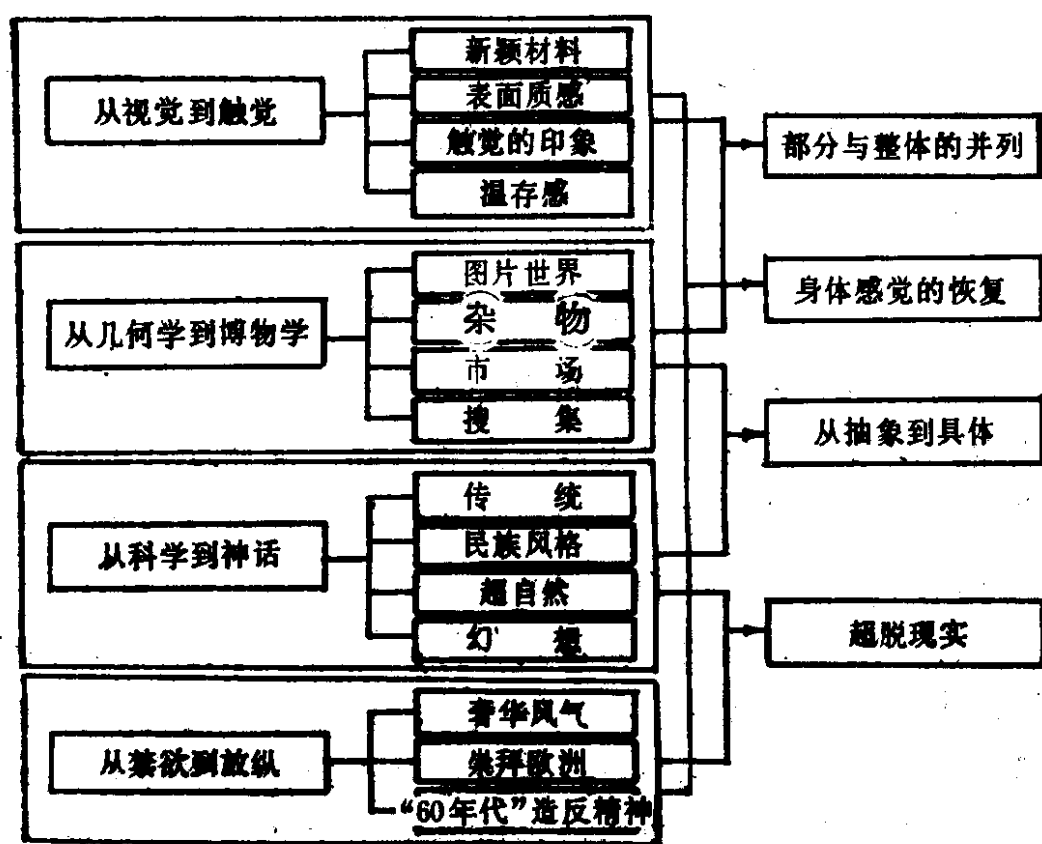 从视觉到触觉
新颖材料
表面质感
触觉的印象
温存感
从几何学到博物学
图片世界
杂 物
市 场
搜 集
从科学到神话
传 统
民族风格
超自然
幻 想
从禁欲到放纵
奢华风气
崇拜欧洲
“60年代”造反精神
部分与整体的并列
身体感觉的恢复
从抽象到具体
超脱现实